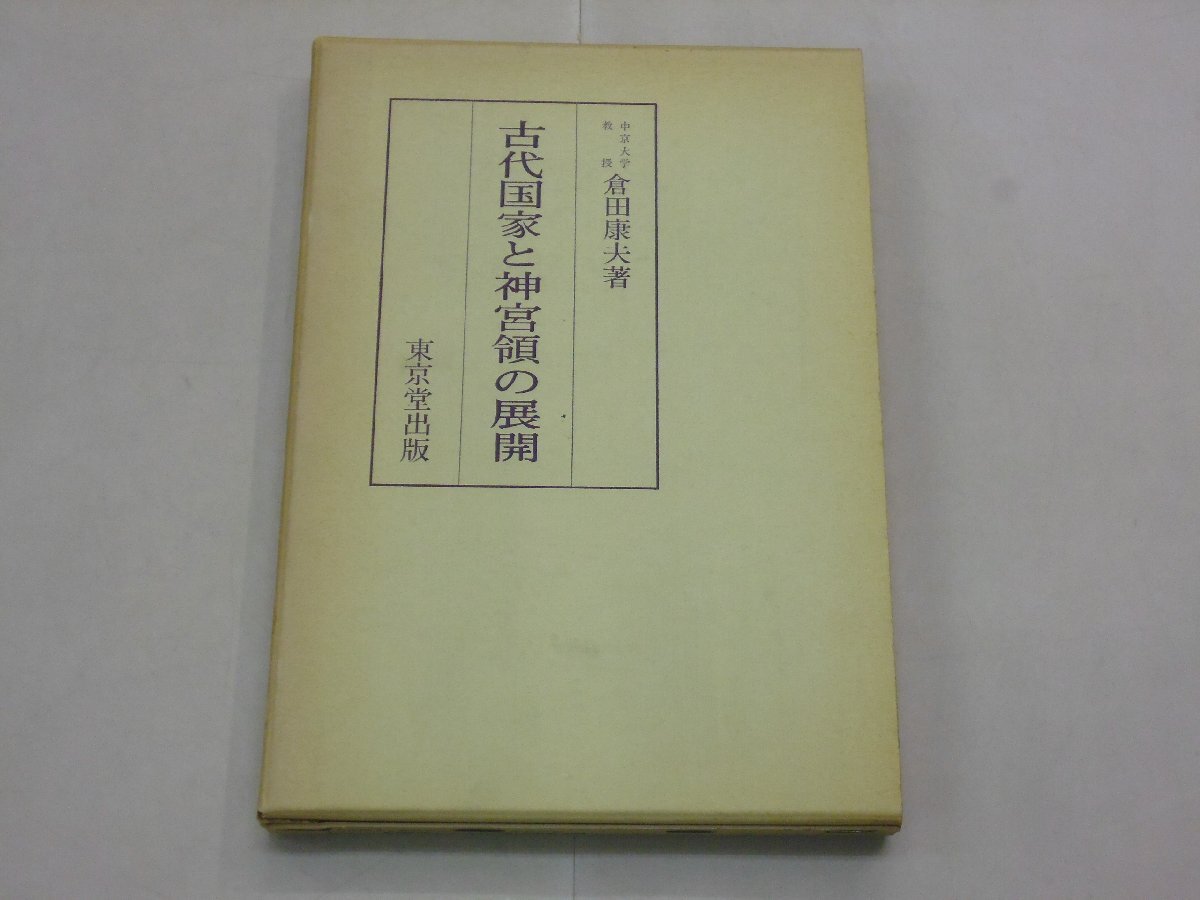 中京大学
教授
倉田康夫著
古代国家と神宮領の展開
東京堂出版